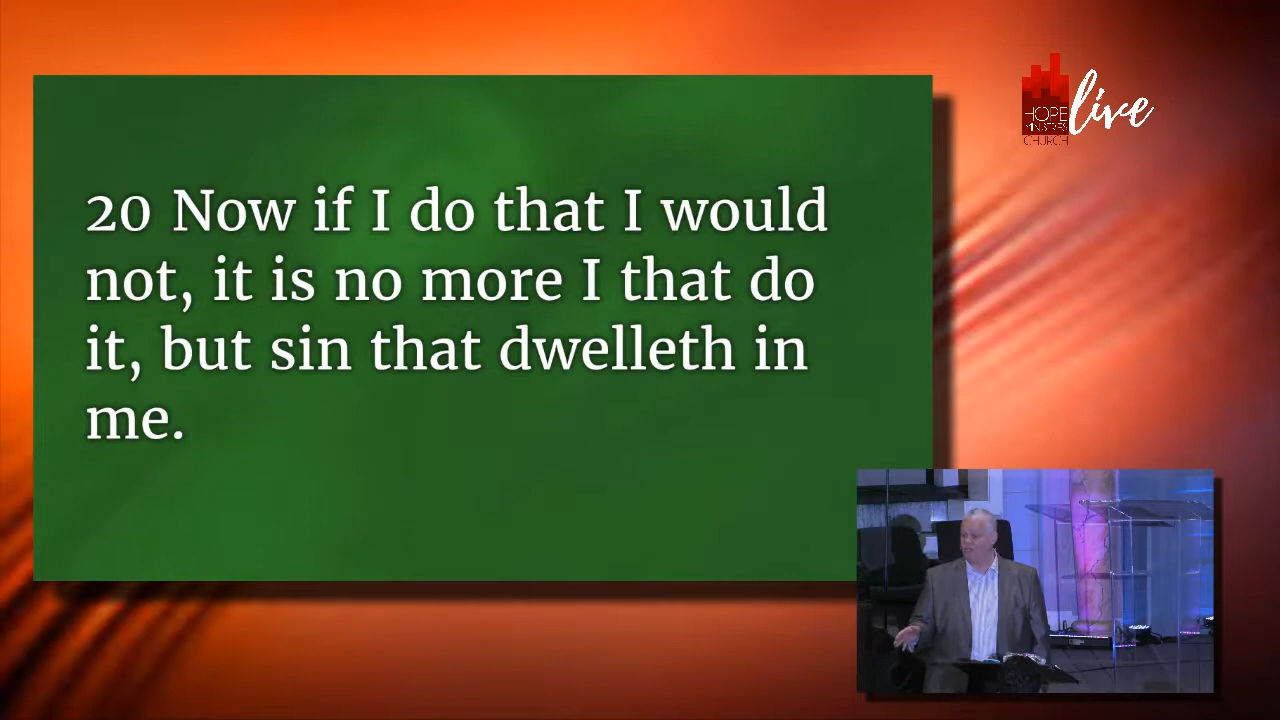 20 Now if I do that I would
not, it is no more I that do
it, but sin that dwelleth in
me.
HOPE
MINISTRIES
CHURCH
live